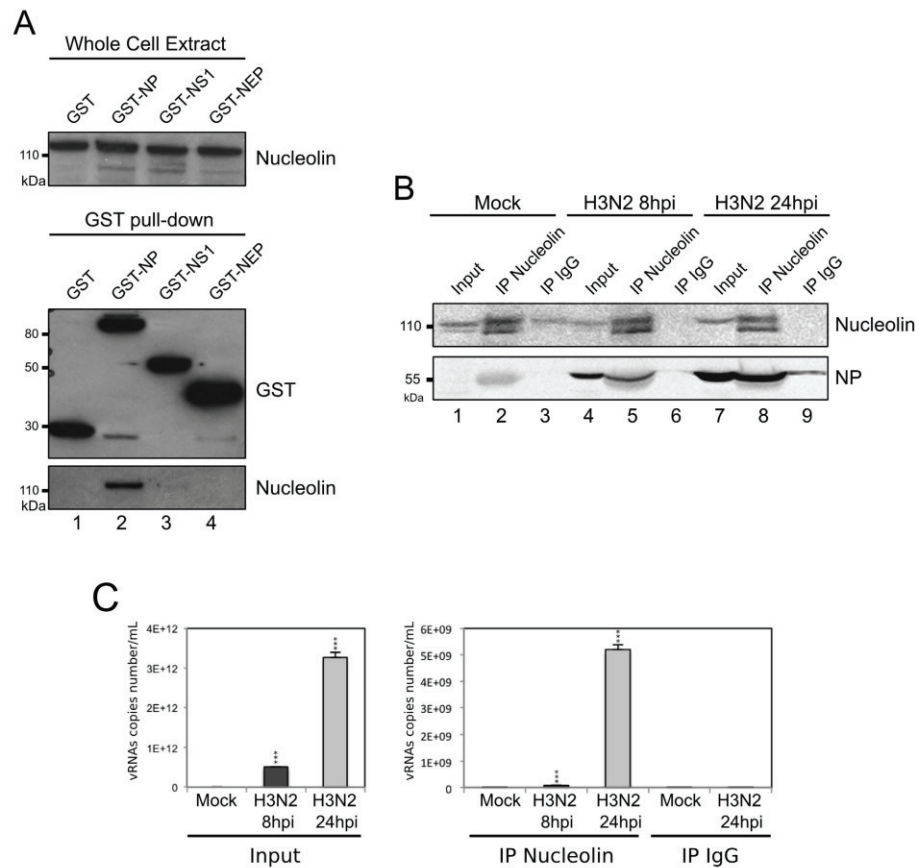 A
Whole Cell Extract
GST GST-NP GST-NS1 GST-NEP
110
kDa
Nucleolin
GST pull-down
GST GST-NP GST-NS1 GST-NEP
80
50
30
GST
110
kDa
Nucleolin
1 2 3 4
B
Mock H3N2 8hpi H3N2 24hpi
Input IP Nucleolin IP IgG Input IP Nucleolin IP IgG Input IP Nucleolin IP IgG
110
Nucleolin
55
kDa
NP
1 2 3 4 5 6 7 8 9
C
vRNAs copies number/mL
4E+12
3E+12
2E+12
1E+12
0
***
***
Mock H3N2 8hpi H3N2 24hpi
Input
vRNAs copies number/mL
6E+09
5E+09
4E+09
3E+09
2E+09
1E+09
0
***
***
Mock H3N2 8hpi H3N2 24hpi Mock H3N2 24hpi
IP Nucleolin IP IgG